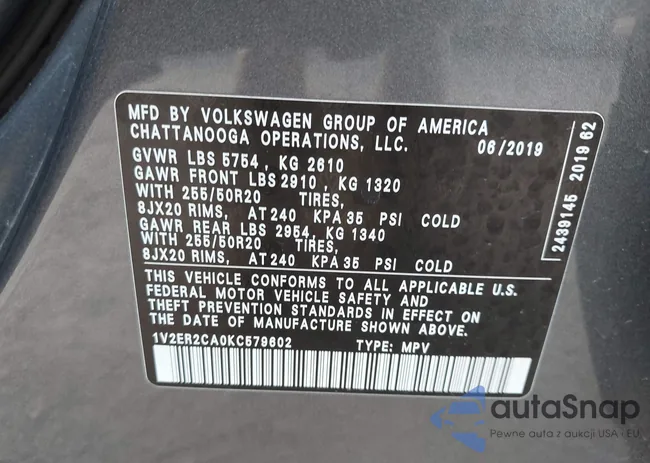 MFD BY VOLKSWAGEN GROUP OF AMERICA
CHATTANOOGA OPERATIONS, LLC. 06/2019
GVWR LBS 5754 , KG 2610
GAWR FRONT LBS 2910 , KG 1320
WITH 255/50R20 TIRES,
8JX20 RIMS, AT 240 KPA 35 PSI COLD
GAWR REAR LBS 2954, KG 1340
WITH 255/50R20 TIRES,
8JX20 RIMS, AT 240 KPA 35 PSI COLD
THIS VEHICLE CONFORMS TO ALL APPLICABLE U.S.
FEDERAL MOTOR VEHICLE SAFETY AND
THEFT PREVENTION STANDARDS IN EFFECT ON
THE DATE OF MANUFACTURE SHOWN ABOVE.
1V2ER2CA0KC579602 TYPE: MPV
2439145 2019 62
autaSnap
Pewne auta z aukcji USA i EU